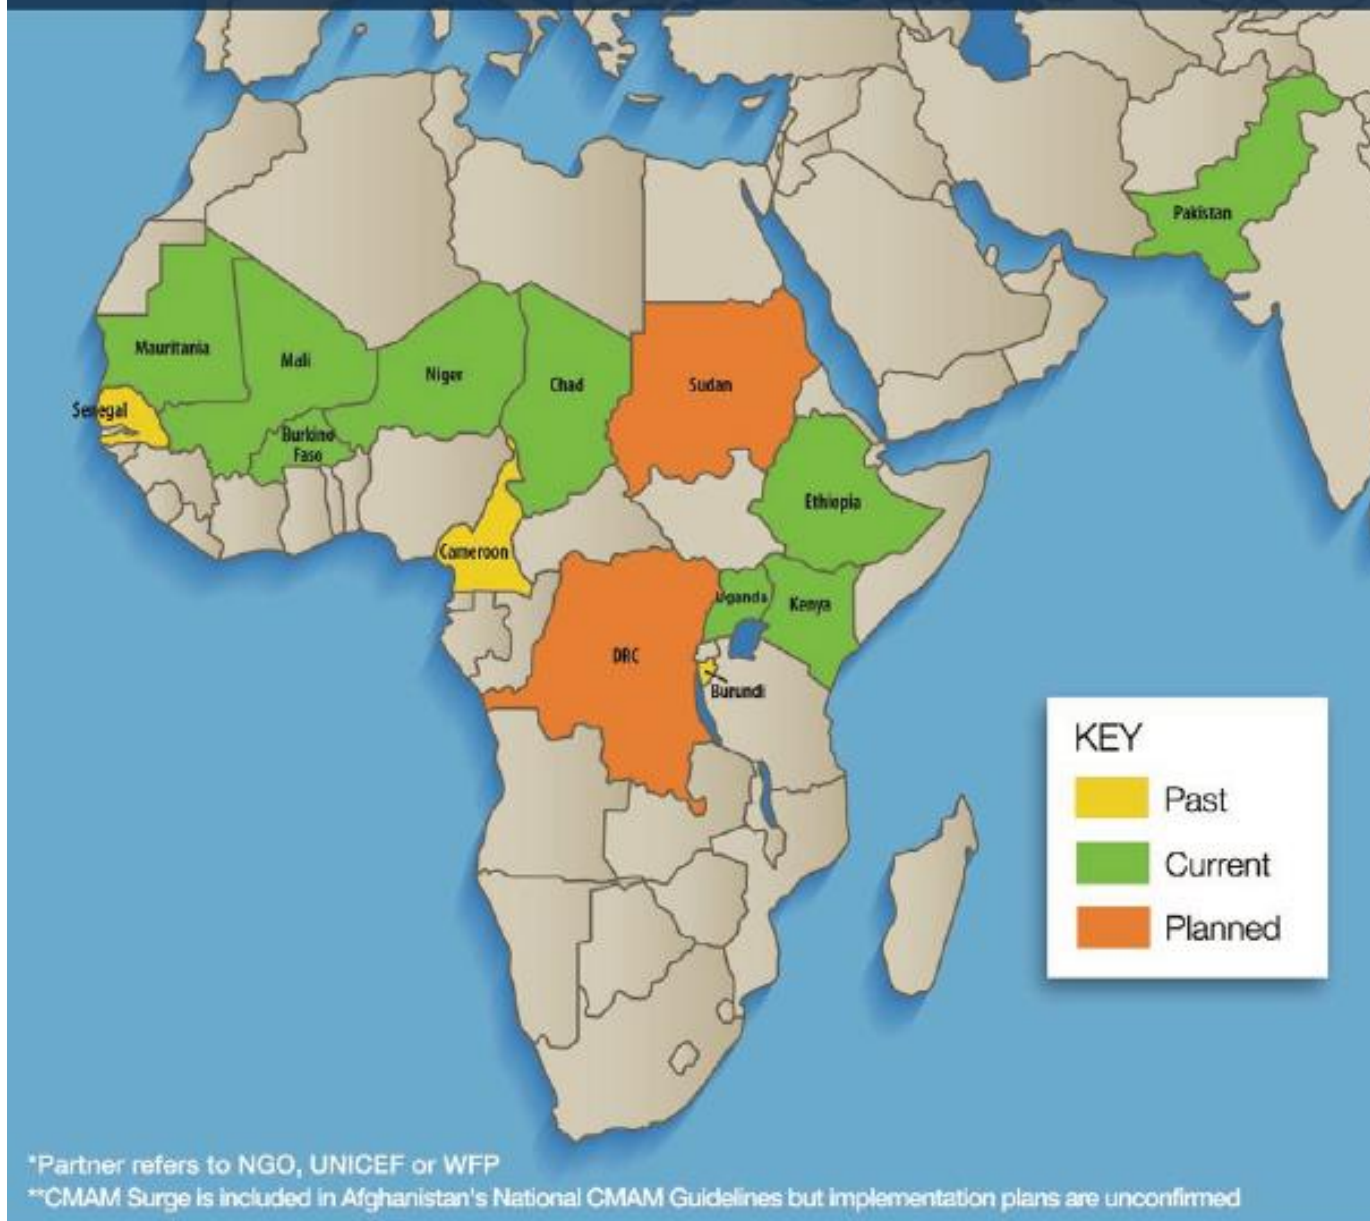 Pakistan
Mauritania
Mali
Niger
Chad
Sudan
Senegal
Burkino
Faso
Ethiopia
Cameroon
Uganda
Kenya
DRC
Burundi
KEY
Past
Current
Planned
*Partner refers to NGO, UNICEF or WFP
**CMAM Surge is included in Afghanistan's National CMAM Guidelines but implementation plans are unconfirmed